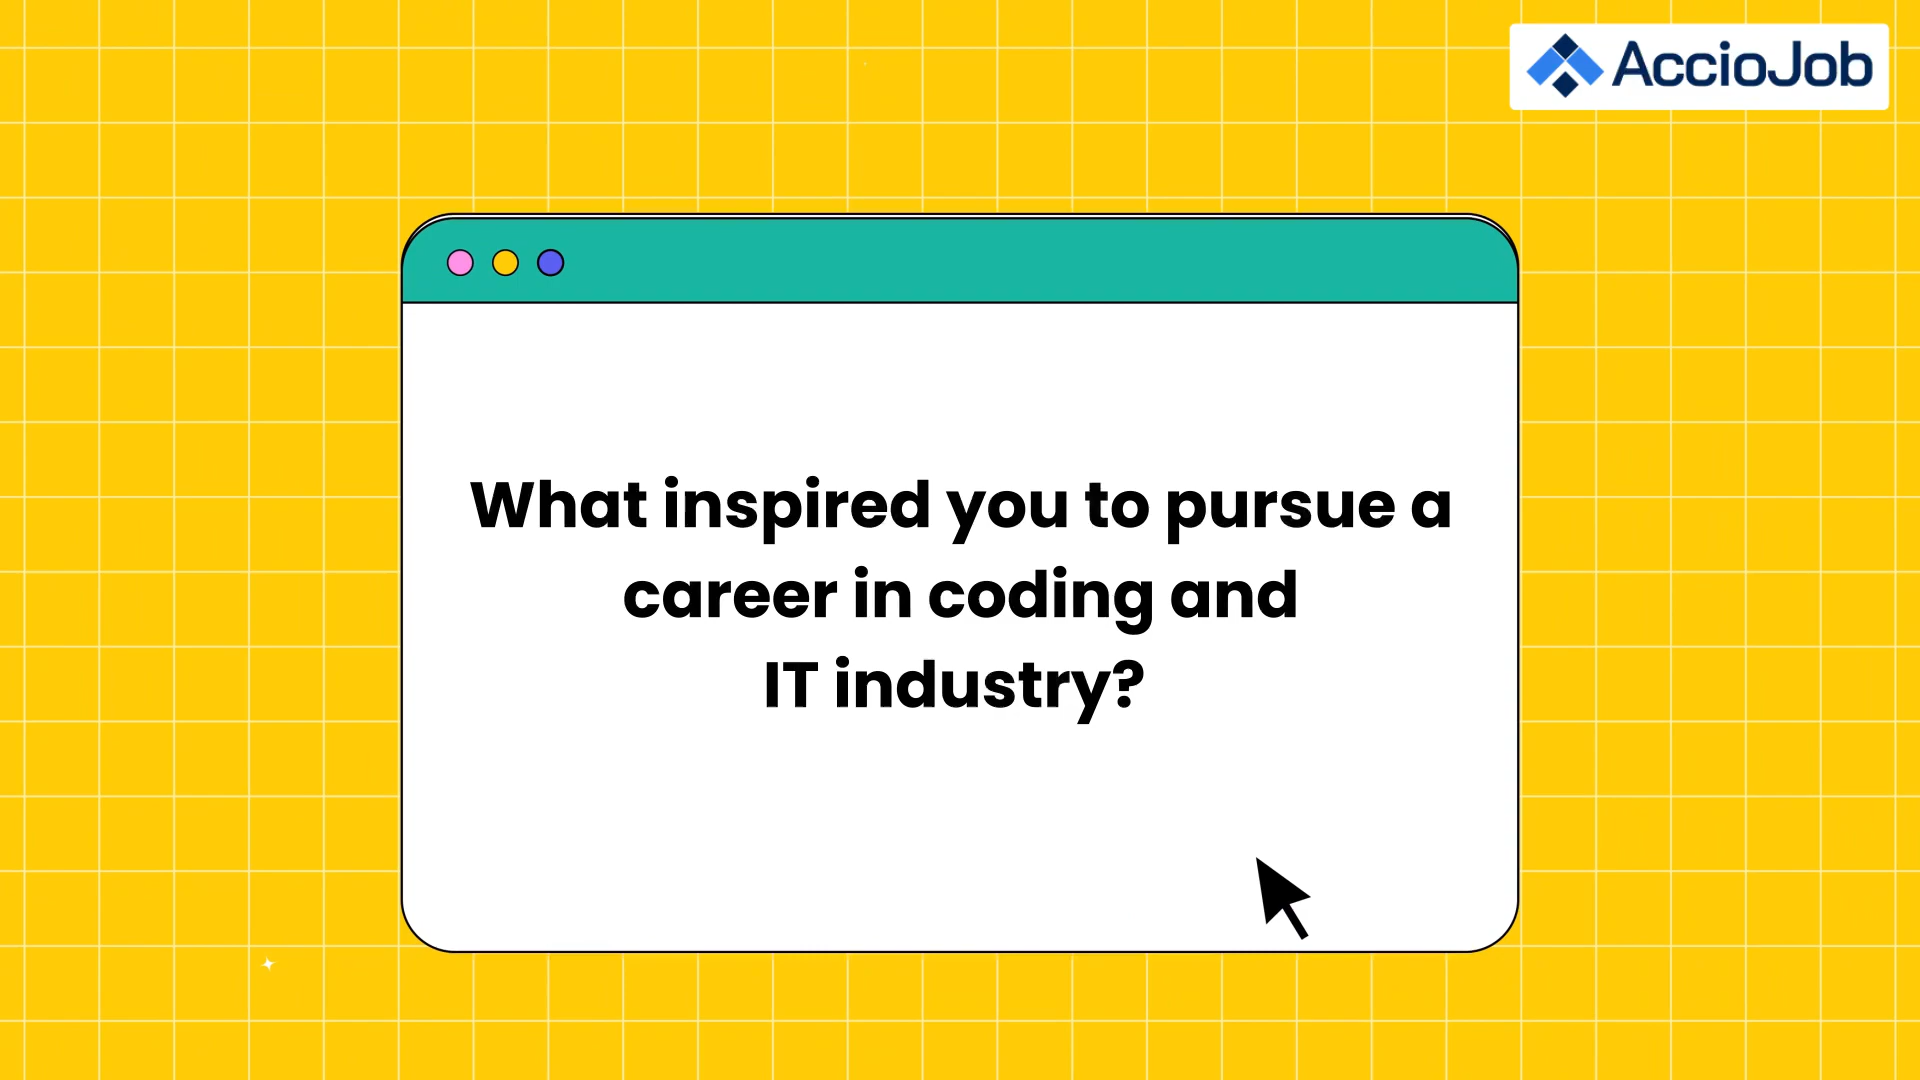 AccioJob
What inspired you to pursue a
career in coding and
IT industry?